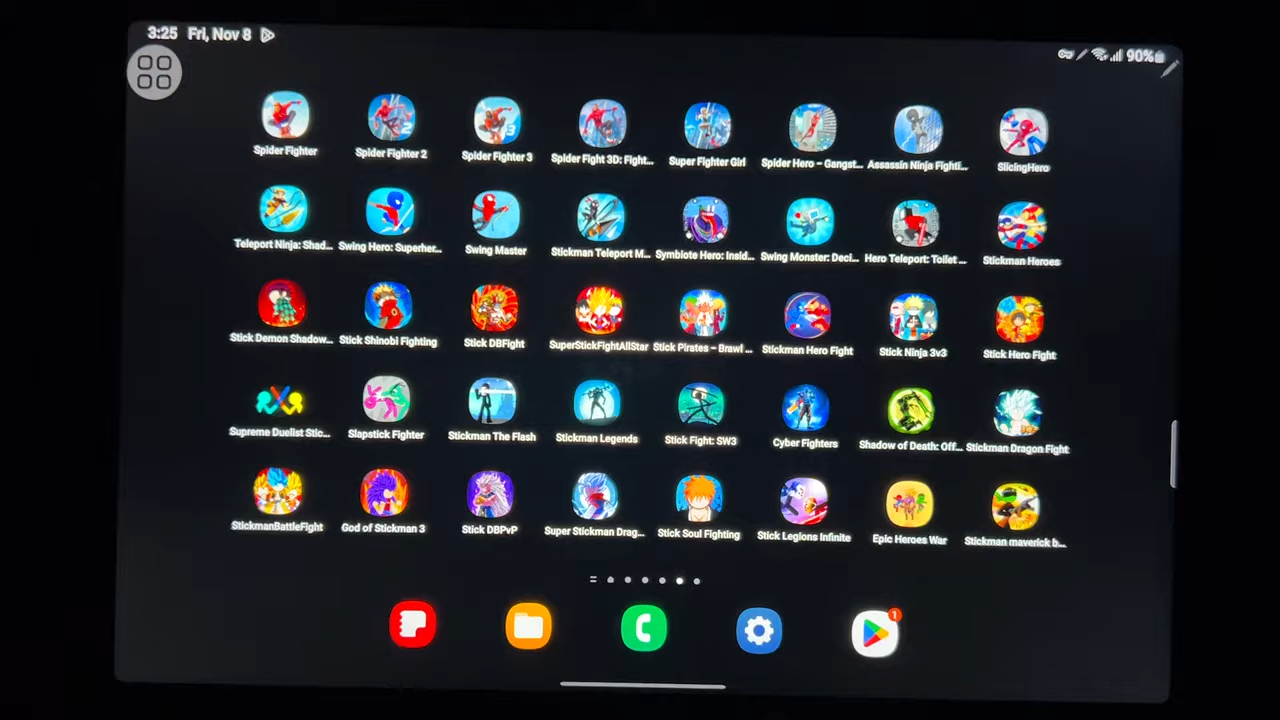 3:25 Fri, Nov 8
90%
Spider Fighter
Spider Fighter 2
Spider Fighter 3
Spider Fight 3D: Fight...
Super Fighter Girl
Spider Hero – Gangst...
Assassin Ninja Fighti...
SlicingHero
Teleport Ninja: Shad...
Swing Hero: Superher...
Swing Master
Stickman Teleport M...
Symbiote Hero: Insid...
Swing Monster: Deci...
Hero Teleport: Toilet ...
Stickman Heroes
Stick Demon Shadow...
Stick Shinobi Fighting
Stick DBFight
SuperStickFightAllStar
Stick Pirates – Brawl ...
Stickman Hero Fight
Stick Ninja 3v3
Stick Hero Fight
Supreme Duelist Stic...
Slapstick Fighter
Stickman The Flash
Stickman Legends
Stick Fight: SW3
Cyber Fighters
Shadow of Death: Off...
Stickman Dragon Fight
StickmanBattleFight
God of Stickman 3
Stick DBPvP
Super Stickman Drag...
Stick Soul Fighting
Stick Legions Infinite
Epic Heroes War
Stickman maverick b...
1